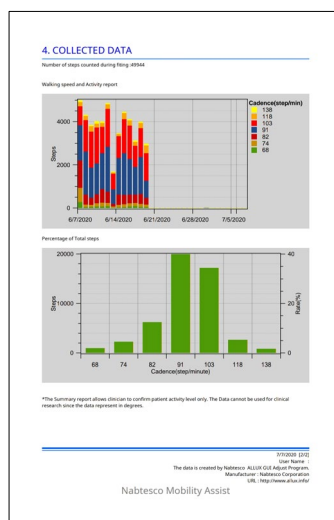 4. COLLECTED DATA
Number of steps counted during fiting :49944
Walking speed and Activity report
Cadence(step/min)
138
118
103
91
82
74
68
Steps
4000
2000
0
6/7/2020 6/14/2020 6/21/2020 6/28/2020 7/5/2020
Percentage of Total steps
20000
10000
0
Steps
40
20
0
Rate(%)
68 74 82 91 103 118 138
Cadence(step/minute)
*The Summary report allows clinician to confirm patient activity level only. The Data cannot be used for clinical
research since the data represent in degrees.
7/7/2020 [2/2]
User Name :
The data is created by Nabtesco ALLUX GUI Adjust Program.
Manufacturer : Nabtesco Corporation
URL : http://www.allux.info/
Nabtesco Mobility Assist